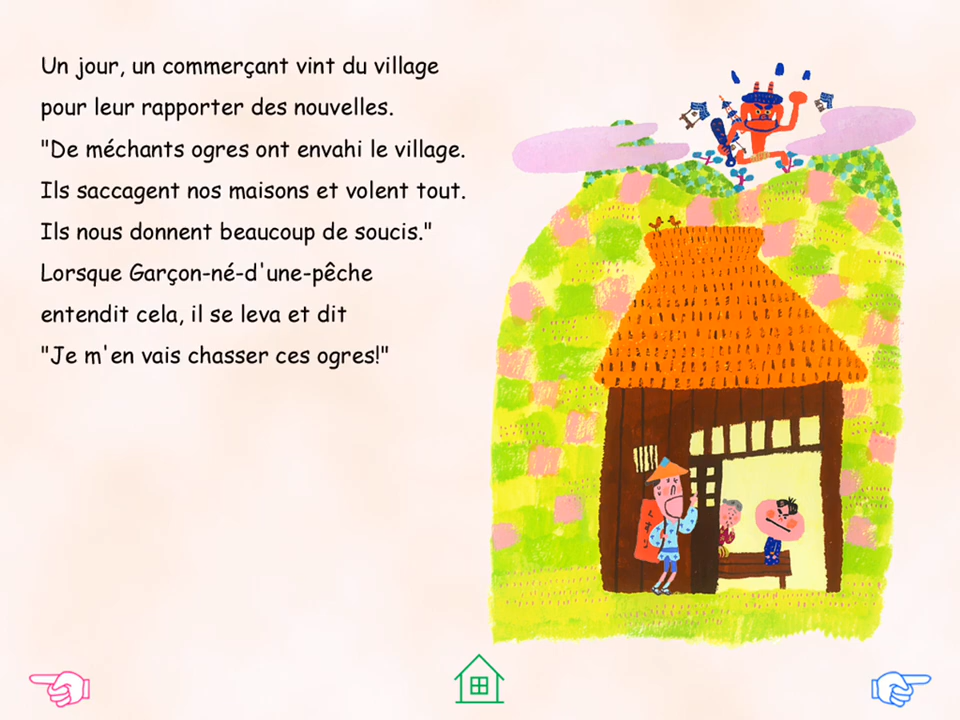 Un jour, un commerçant vint du village
pour leur rapporter des nouvelles.
"De méchants ogres ont envahi le village.
Ils saccagent nos maisons et volent tout.
Ils nous donnent beaucoup de soucis."
Lorsque Garçon-né-d'une-pêche
entendit cela, il se leva et dit
"Je m'en vais chasser ces ogres!"